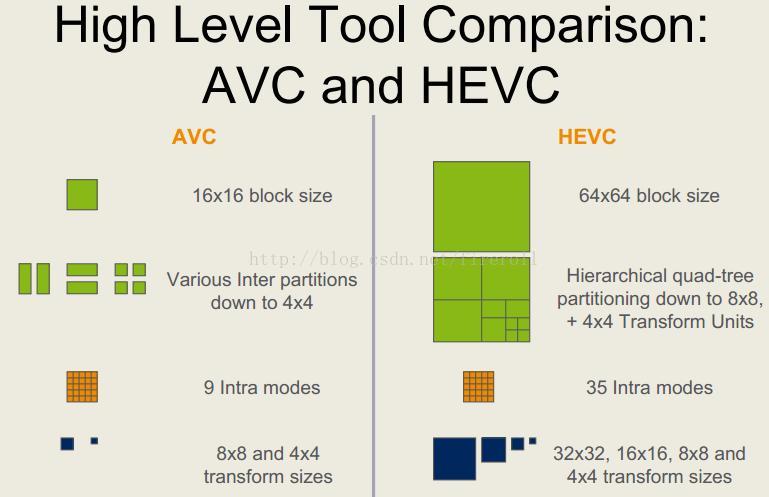 High Level Tool Comparison:
AVC and HEVC
AVC
HEVC
16x16 block size
64x64 block size
http://blog.csdn.net/
Various Inter partitions
down to 4x4
Hierarchical quad-tree
partitioning down to 8x8,
+ 4x4 Transform Units
9 Intra modes
35 Intra modes
8x8 and 4x4
transform sizes
32x32, 16x16, 8x8 and
4x4 transform sizes